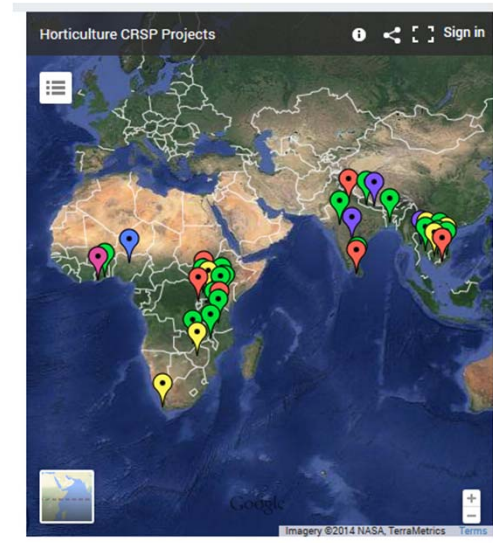 Horticulture CRSP Projects
Sign in
Google
Imagery ©2014 NASA, TerraMetrics
Terms